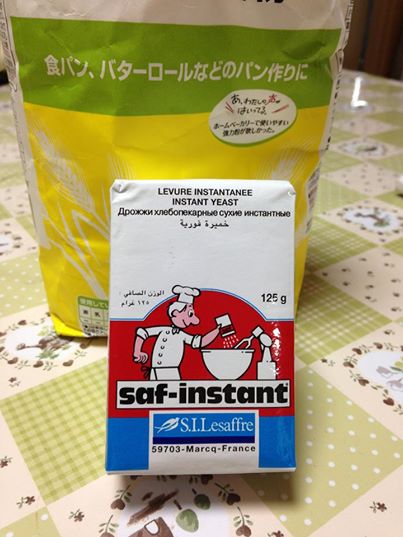 食パン、バターロールなどのパン作りに
あ、わたしの声が
はいってる。
ホームベーカリーで使いやすい
強力粉が欲しかった。
LEVURE INSTANTANEE
INSTANT YEAST
Дрожжи хлебопекарные сухие инстантные
خميرة فورية
الوزن الصافي:
١٢٥ غرام
125 g
saf-instant
S.I.Lesaffre
59703-Marcq-France